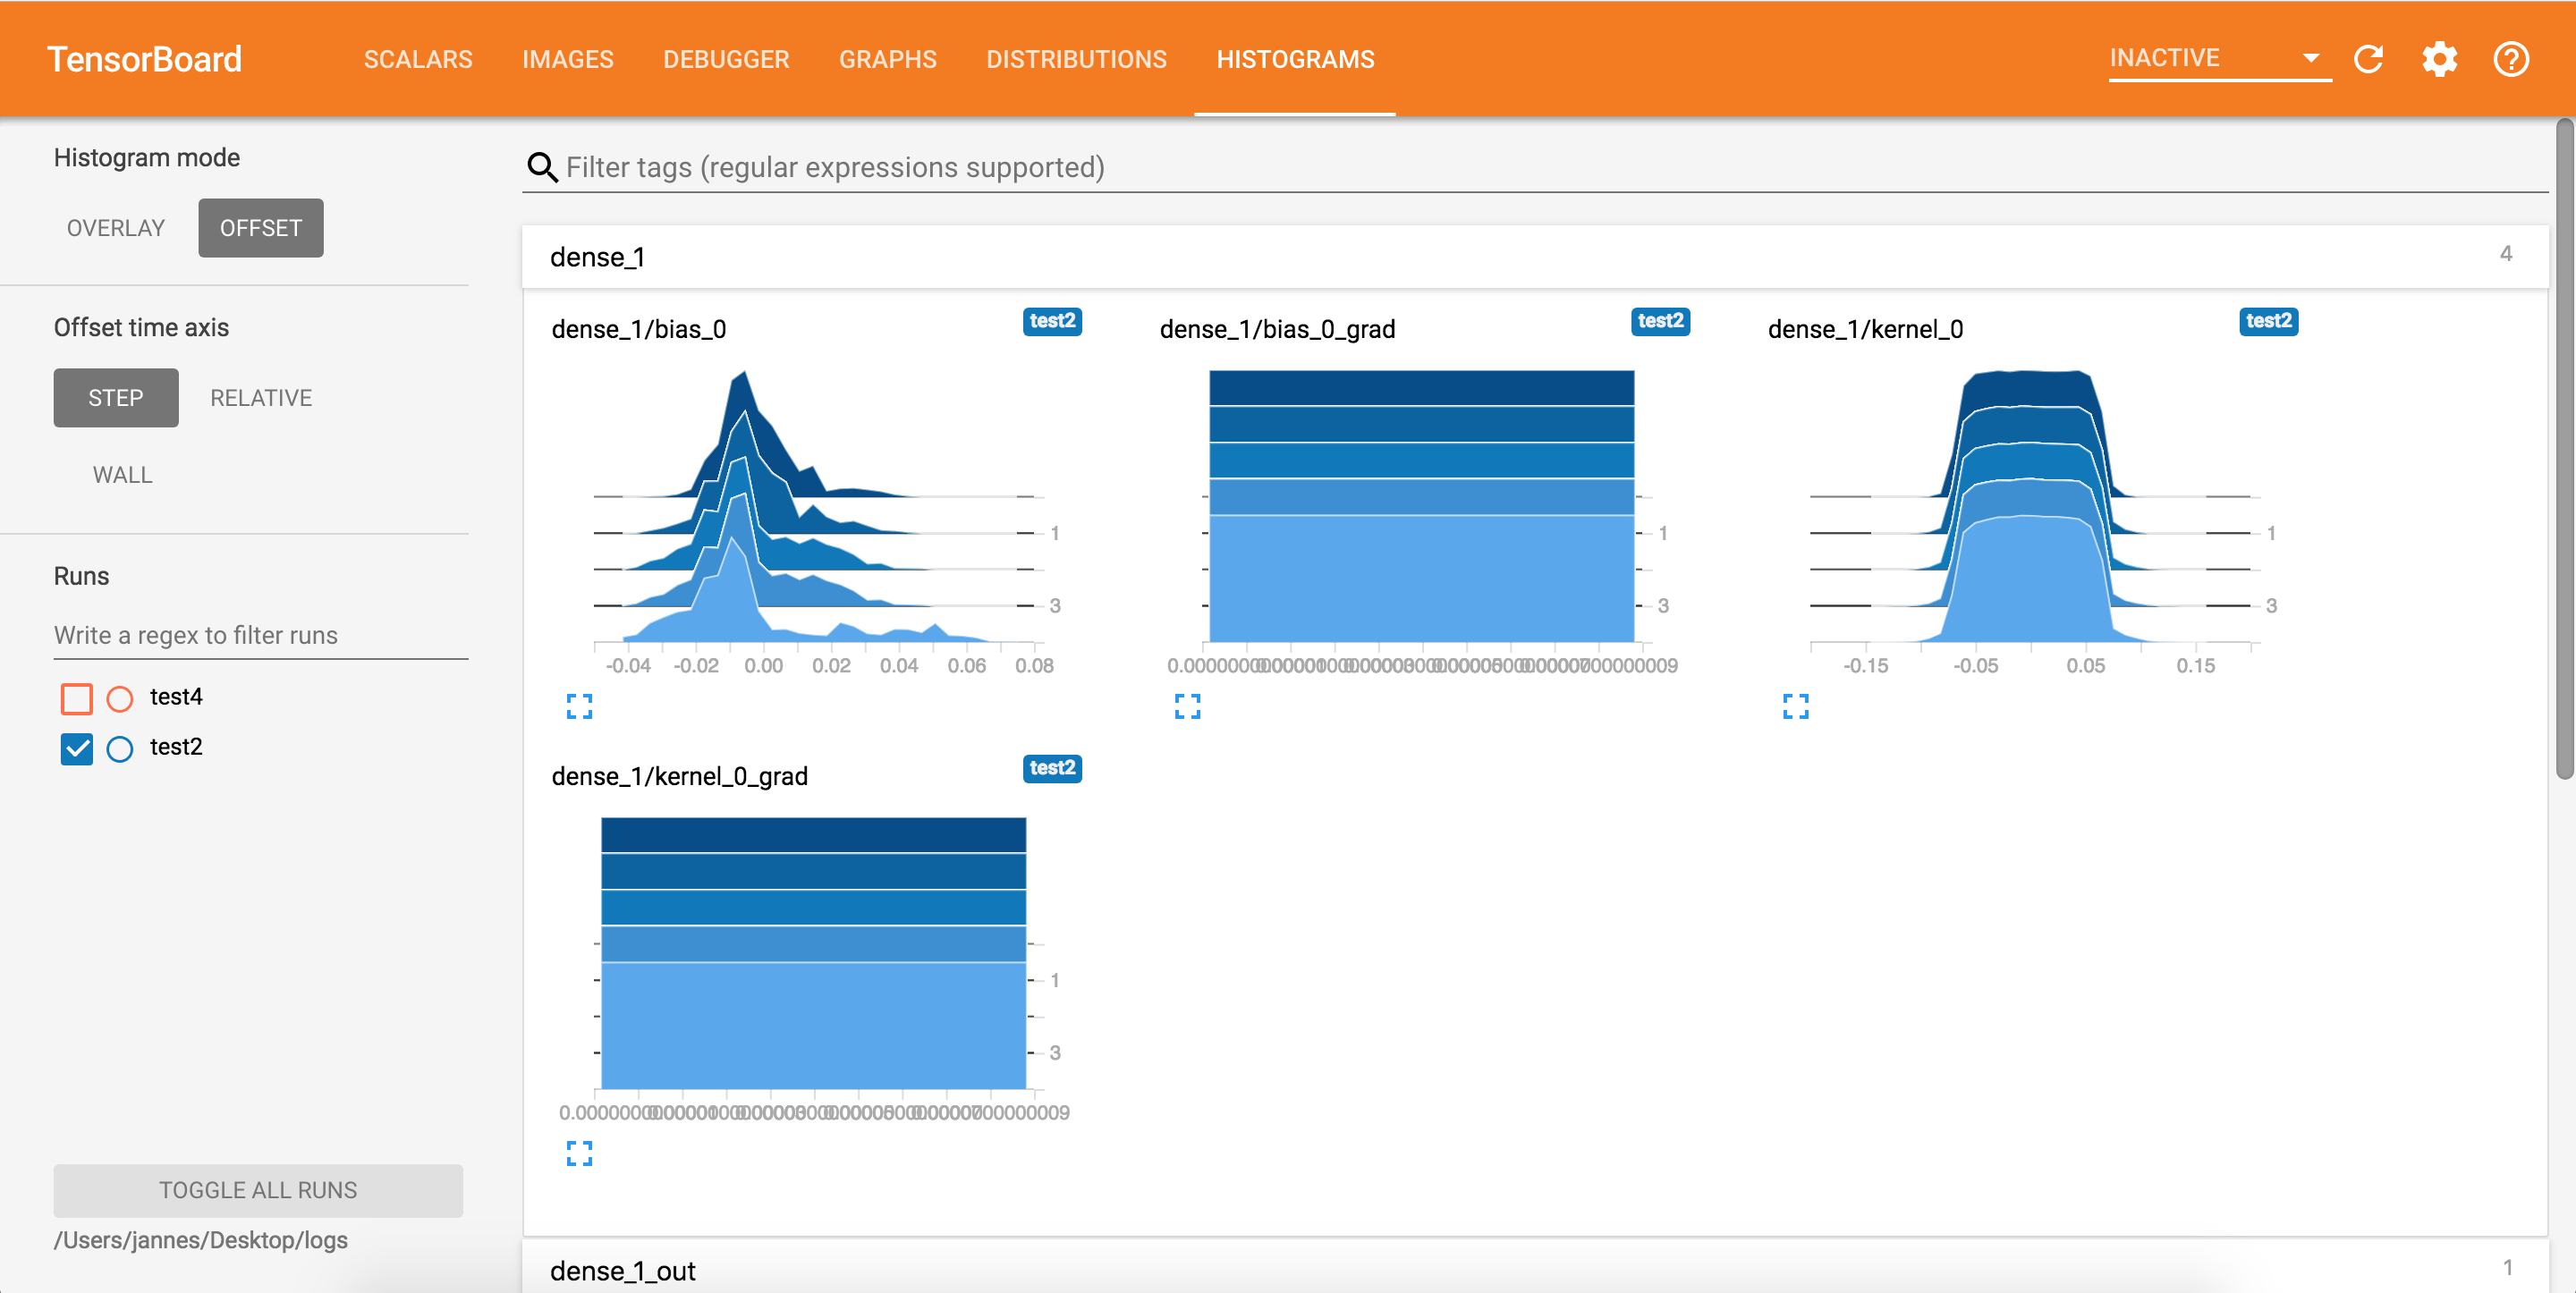 TensorBoard SCALARS IMAGES DEBUGGER GRAPHS DISTRIBUTIONS HISTOGRAMS INACTIVE
Histogram mode
OVERLAY OFFSET
Offset time axis
STEP RELATIVE
WALL
Runs
Write a regex to filter runs
test4
test2
TOGGLE ALL RUNS
/Users/jannes/Desktop/logs
Filter tags (regular expressions supported)
dense_1 4
dense_1/bias_0 test2
1
3
-0.04 -0.02 0.00 0.02 0.04 0.06 0.08
dense_1/bias_0_grad test2
1
3
dense_1/kernel_0 test2
1
3
-0.15 -0.05 0.05 0.15
dense_1/kernel_0_grad test2
1
3
dense_1_out 1